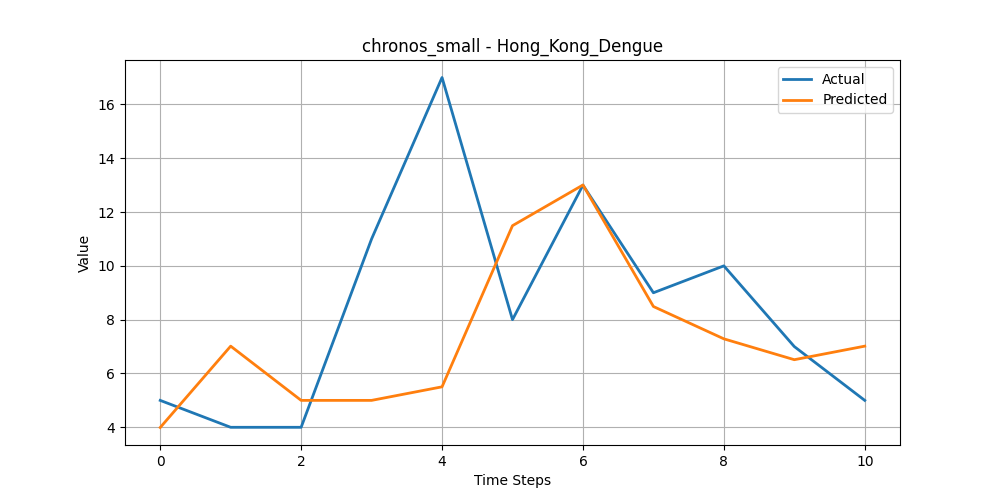 chronos_small - Hong_Kong_Dengue
Actual
Predicted
Value
16
14
12
10
8
6
4
0 2 4 6 8 10
Time Steps